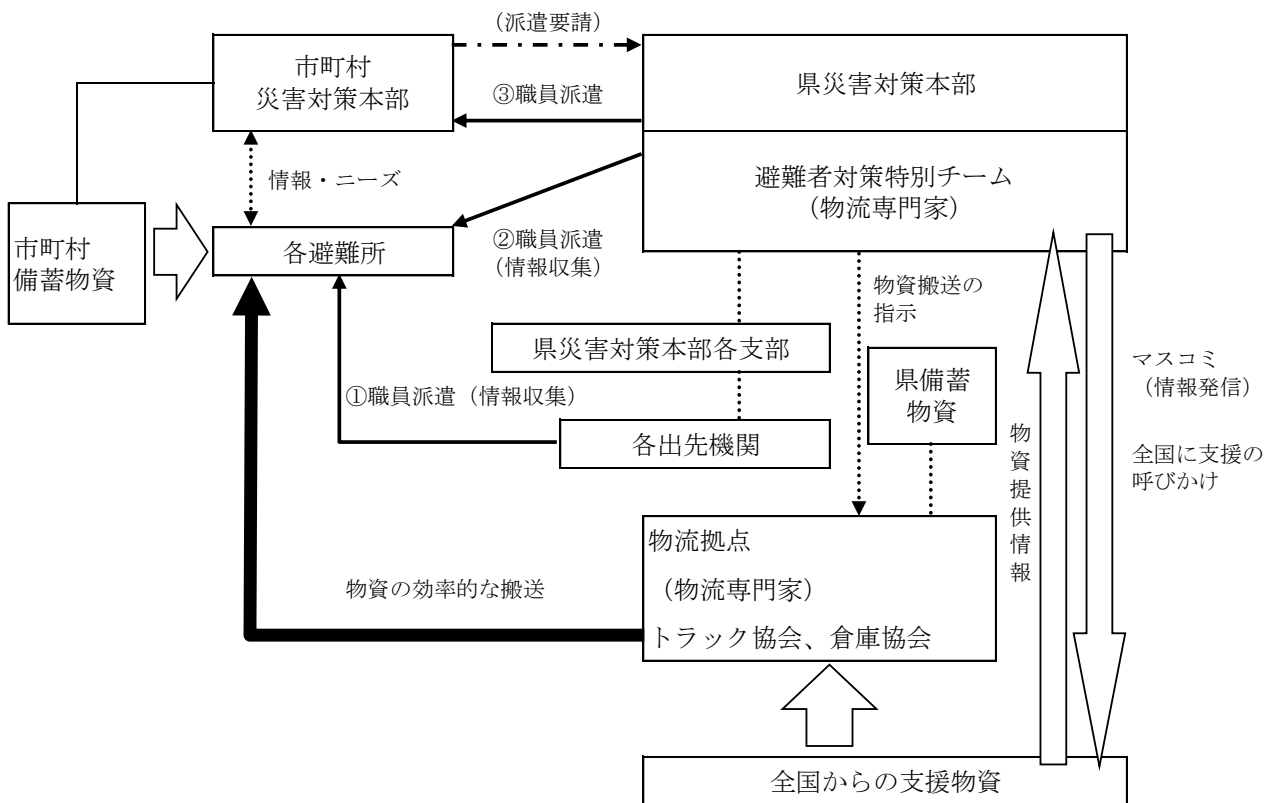 (派遣要請)
市町村
災害対策本部
県災害対策本部
③職員派遣
避難者対策特別チーム
(物流専門家)
情報・ニーズ
市町村
備蓄物資
各避難所
②職員派遣
(情報収集)
物資搬送の
指示
県災害対策本部各支部
県備蓄
物資
マスコミ
(情報発信)
①職員派遣(情報収集)
各出先機関
物資提供情報
全国に支援の
呼びかけ
物流拠点
(物流専門家)
トラック協会、倉庫協会
物資の効率的な搬送
全国からの支援物資